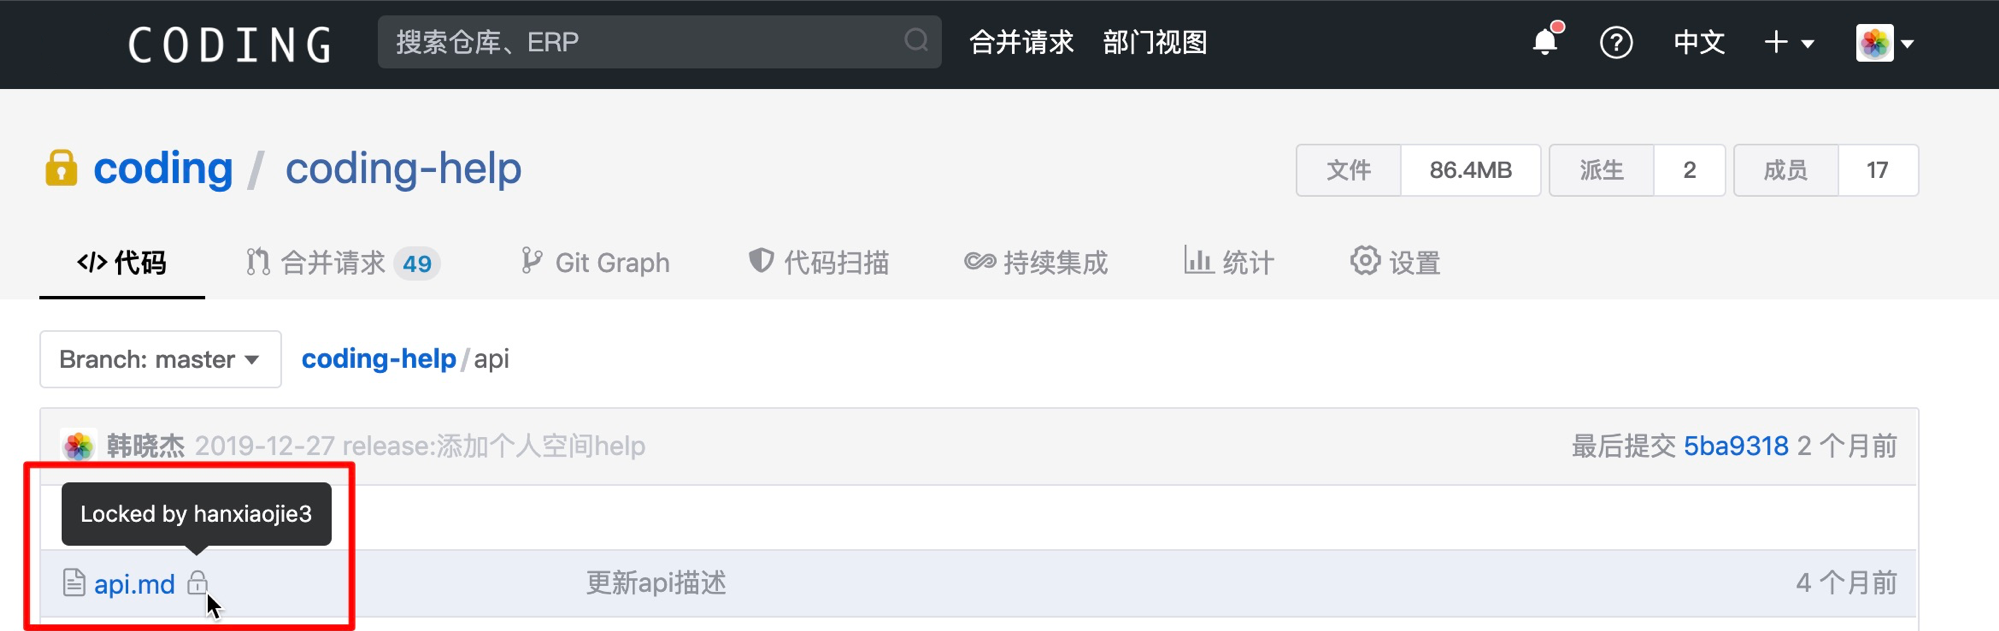 CODING 搜索仓库、ERP 合并请求 部门视图 中文
coding / coding-help 文件 86.4MB 派生 2 成员 17
</> 代码 合并请求 49 Git Graph 代码扫描 持续集成 统计 设置
Branch: master coding-help / api
韩晓杰 2019-12-27 release:添加个人空间help 最后提交 5ba9318 2 个月前
Locked by hanxiaojie3
api.md 更新api描述 4 个月前